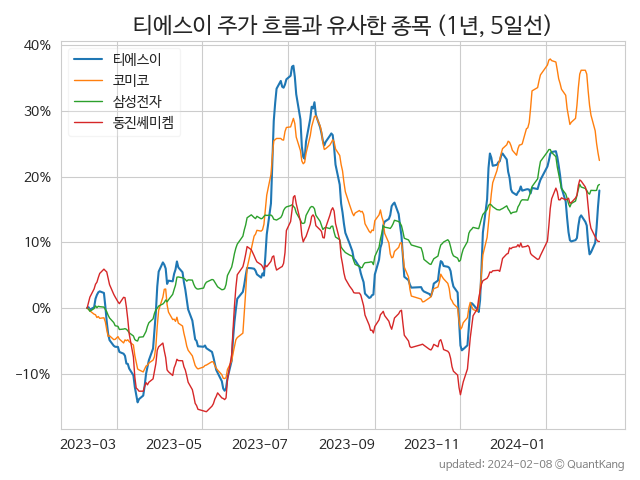 티에스이 주가 흐름과 유사한 종목 (1년, 5일선)
티에스이
코미코
삼성전자
동진쎄미켐
40%
30%
20%
10%
0%
−10%
2023-03 2023-05 2023-07 2023-09 2023-11 2024-01
updated: 2024-02-08 © QuantKang